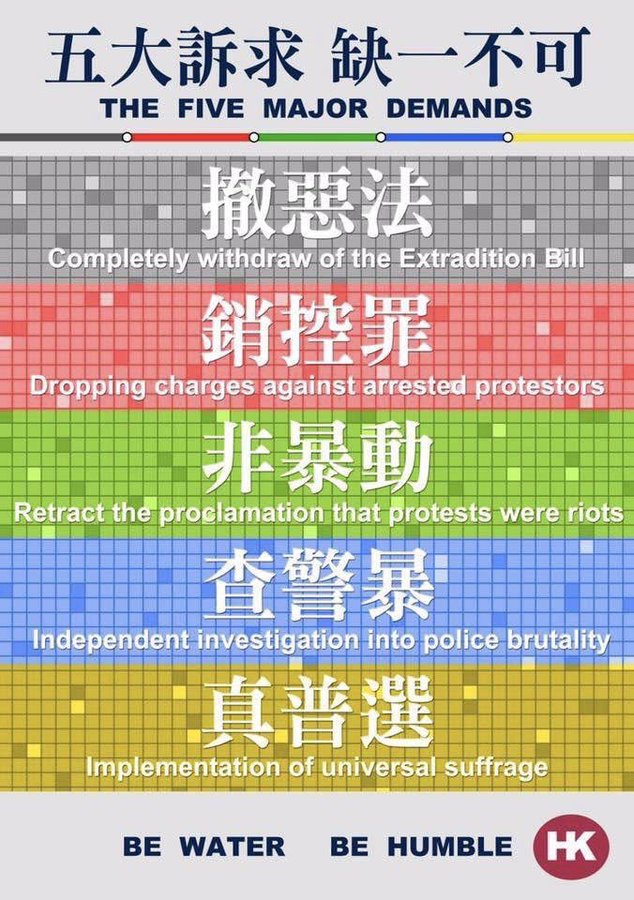 五大訴求 缺一不可
THE FIVE MAJOR DEMANDS
撤惡法
Completely withdraw of the Extradition Bill
銷控罪
Dropping charges against arrested protestors
非暴動
Retract the proclamation that protests were riots
查警暴
Independent investigation into police brutality
真普選
Implementation of universal suffrage
BE WATER BE HUMBLE HK